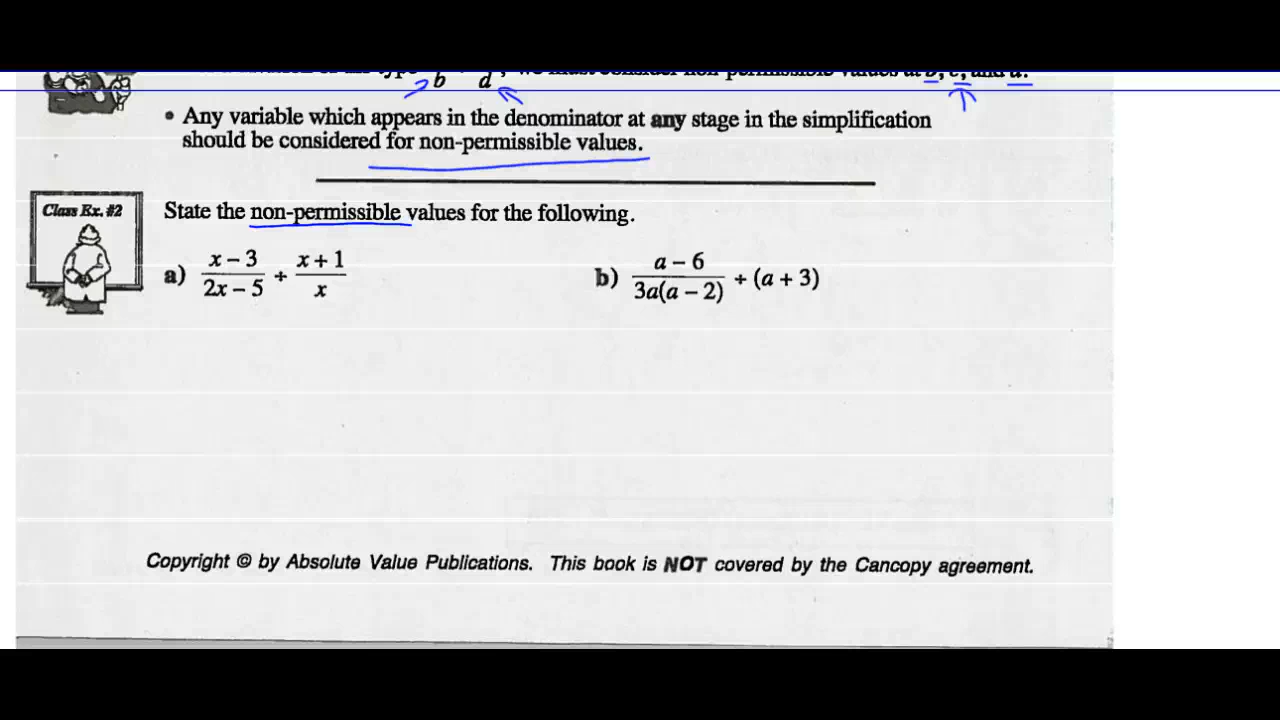 b d
• Any variable which appears in the denominator at any stage in the simplification
should be considered for non-permissible values.
Class Ex. #2
State the non-permissible values for the following.
a) (x – 3)/(2x – 5) + (x + 1)/x
b) (a – 6)/(3a(a – 2)) + (a + 3)
Copyright © by Absolute Value Publications. This book is NOT covered by the Cancopy agreement.